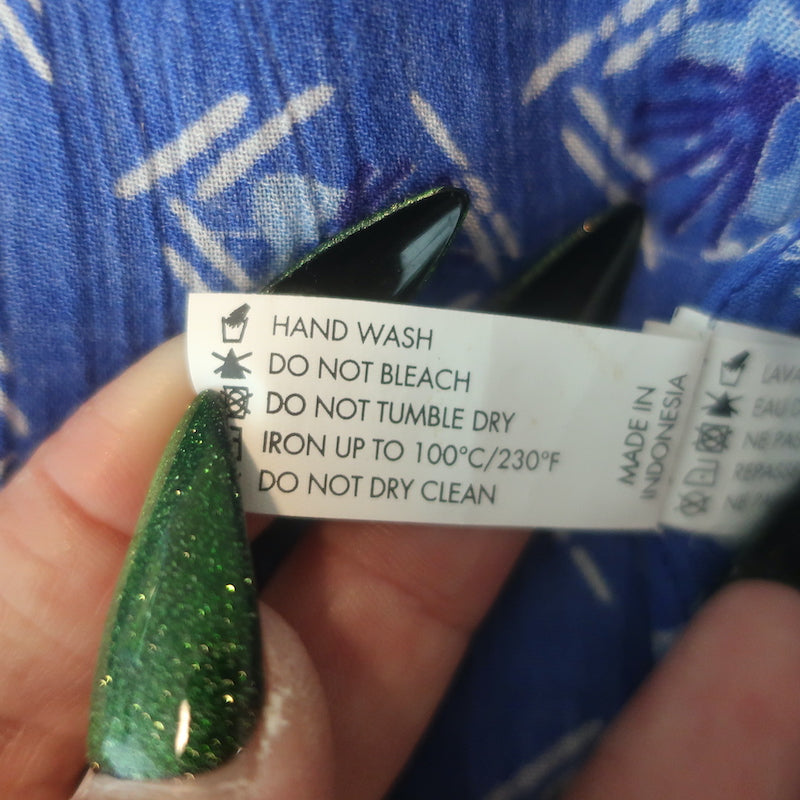 HAND WASH
DO NOT BLEACH
DO NOT TUMBLE DRY
IRON UP TO 100°C/230°F
DO NOT DRY CLEAN
MADE IN
INDONESIA